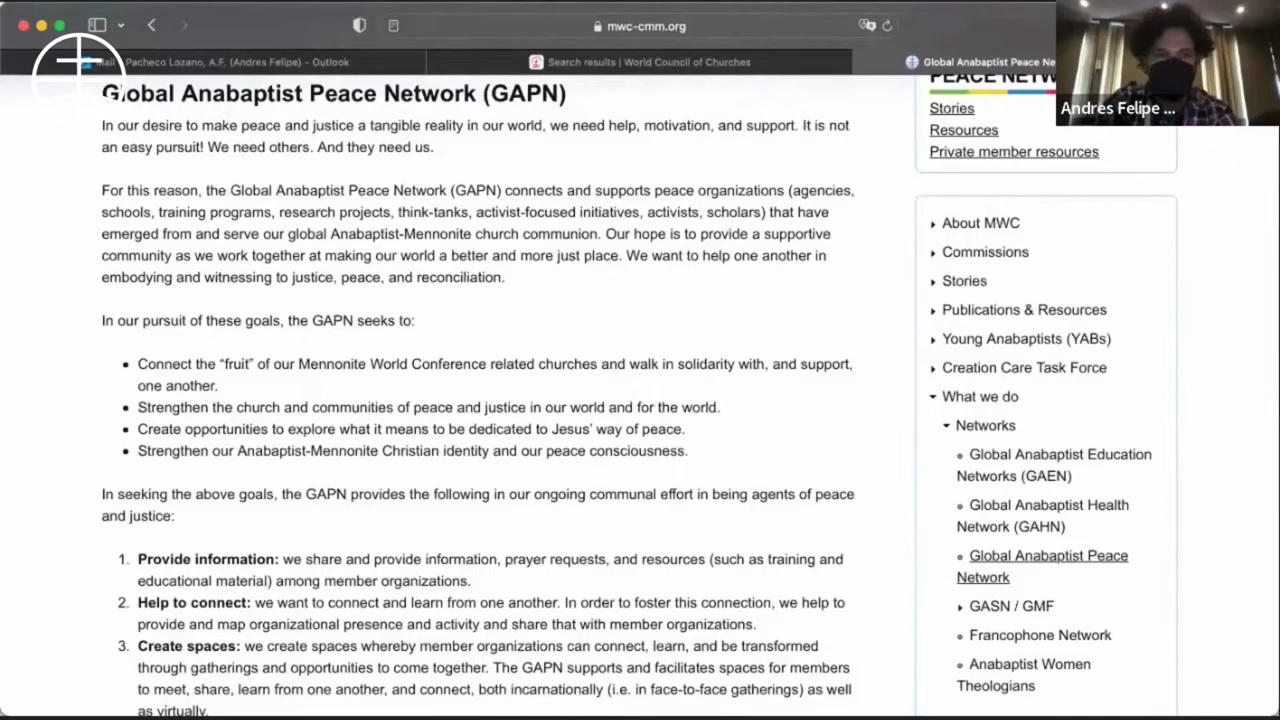 mwc-cmm.org
Pacheco Lozano, A.F. (Andres Felipe) - Outlook
Search results | World Council of Churches
Global Anabaptist Peace Ne
Andres Felipe ...
Global Anabaptist Peace Network (GAPN)
In our desire to make peace and justice a tangible reality in our world, we need help, motivation, and support. It is not
an easy pursuit! We need others. And they need us.
For this reason, the Global Anabaptist Peace Network (GAPN) connects and supports peace organizations (agencies,
schools, training programs, research projects, think-tanks, activist-focused initiatives, activists, scholars) that have
emerged from and serve our global Anabaptist-Mennonite church communion. Our hope is to provide a supportive
community as we work together at making our world a better and more just place. We want to help one another in
embodying and witnessing to justice, peace, and reconciliation.
In our pursuit of these goals, the GAPN seeks to:
• Connect the “fruit” of our Mennonite World Conference related churches and walk in solidarity with, and support,
one another.
• Strengthen the church and communities of peace and justice in our world and for the world.
• Create opportunities to explore what it means to be dedicated to Jesus’ way of peace.
• Strengthen our Anabaptist-Mennonite Christian identity and our peace consciousness.
In seeking the above goals, the GAPN provides the following in our ongoing communal effort in being agents of peace
and justice:
1. Provide information: we share and provide information, prayer requests, and resources (such as training and
educational material) among member organizations.
2. Help to connect: we want to connect and learn from one another. In order to foster this connection, we help to
provide and map organizational presence and activity and share that with member organizations.
3. Create spaces: we create spaces whereby member organizations can connect, learn, and be transformed
through gatherings and opportunities to come together. The GAPN supports and facilitates spaces for members
to meet, share, learn from one another, and connect, both incarnationally (i.e. in face-to-face gatherings) as well
as virtually.
PEACE NETW
Stories
Resources
Private member resources
About MWC
Commissions
Stories
Publications & Resources
Young Anabaptists (YABs)
Creation Care Task Force
What we do
Networks
Global Anabaptist Education
Networks (GAEN)
Global Anabaptist Health
Network (GAHN)
Global Anabaptist Peace
Network
GASN / GMF
Francophone Network
Anabaptist Women
Theologians